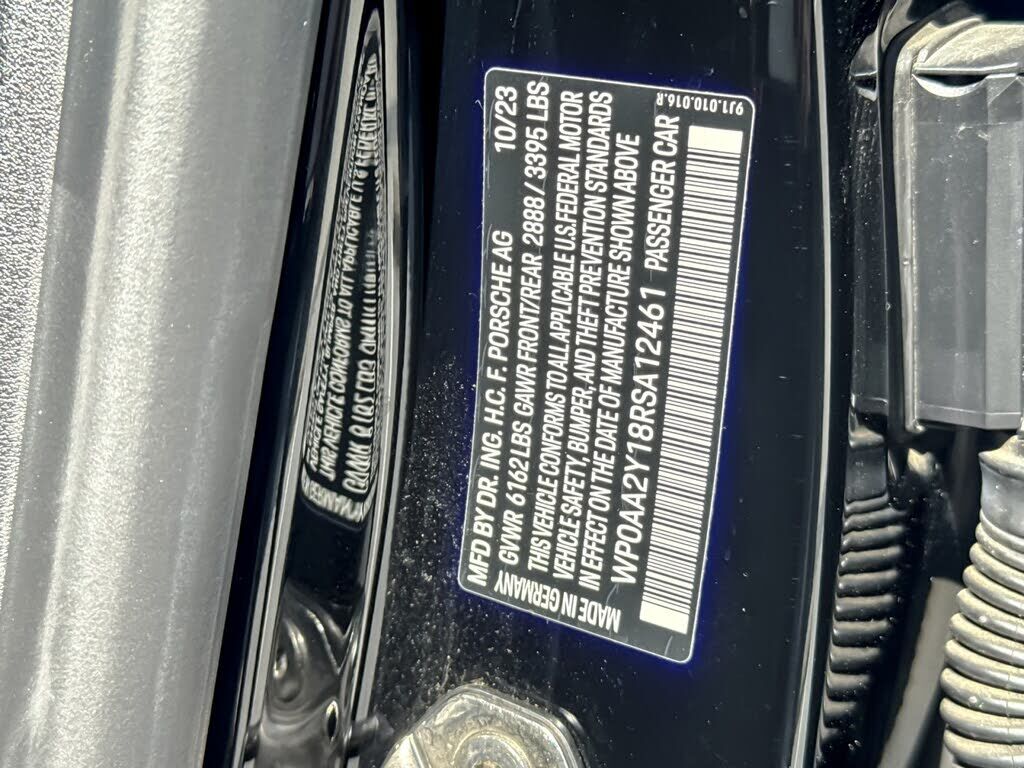 MFD BY DR. ING. H.C. F. PORSCHE AG 10/23
GVWR 6162 LBS GAWR FRONT/REAR 2888 / 3395 LBS
THIS VEHICLE CONFORMS TO ALL APPLICABLE U.S. FEDERAL MOTOR
VEHICLE SAFETY, BUMPER, AND THEFT PREVENTION STANDARDS
IN EFFECT ON THE DATE OF MANUFACTURE SHOWN ABOVE
WP0AA2Y18RSA12461 PASSENGER CAR
MADE IN GERMANY
9J1.010.016.R